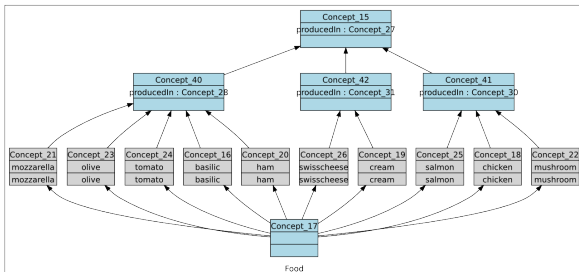 Concept_15
producedIn : Concept_27
Concept_40
producedIn : Concept_28
Concept_42
producedIn : Concept_31
Concept_41
producedIn : Concept_30
Concept_21
mozzarella
mozzarella
Concept_23
olive
olive
Concept_24
tomato
tomato
Concept_16
basilic
basilic
Concept_20
ham
ham
Concept_26
swisscheese
swisscheese
Concept_19
cream
cream
Concept_25
salmon
salmon
Concept_18
chicken
chicken
Concept_22
mushroom
mushroom
Concept_17
Food